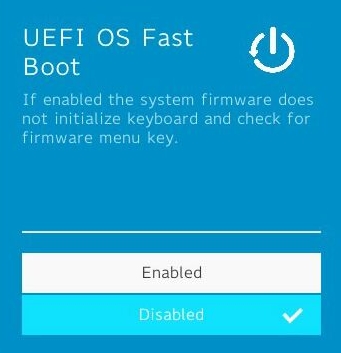 UEFI OS Fast
Boot
If enabled the system firmware does
not initialize keyboard and check for
firmware menu key.
Enabled
Disabled